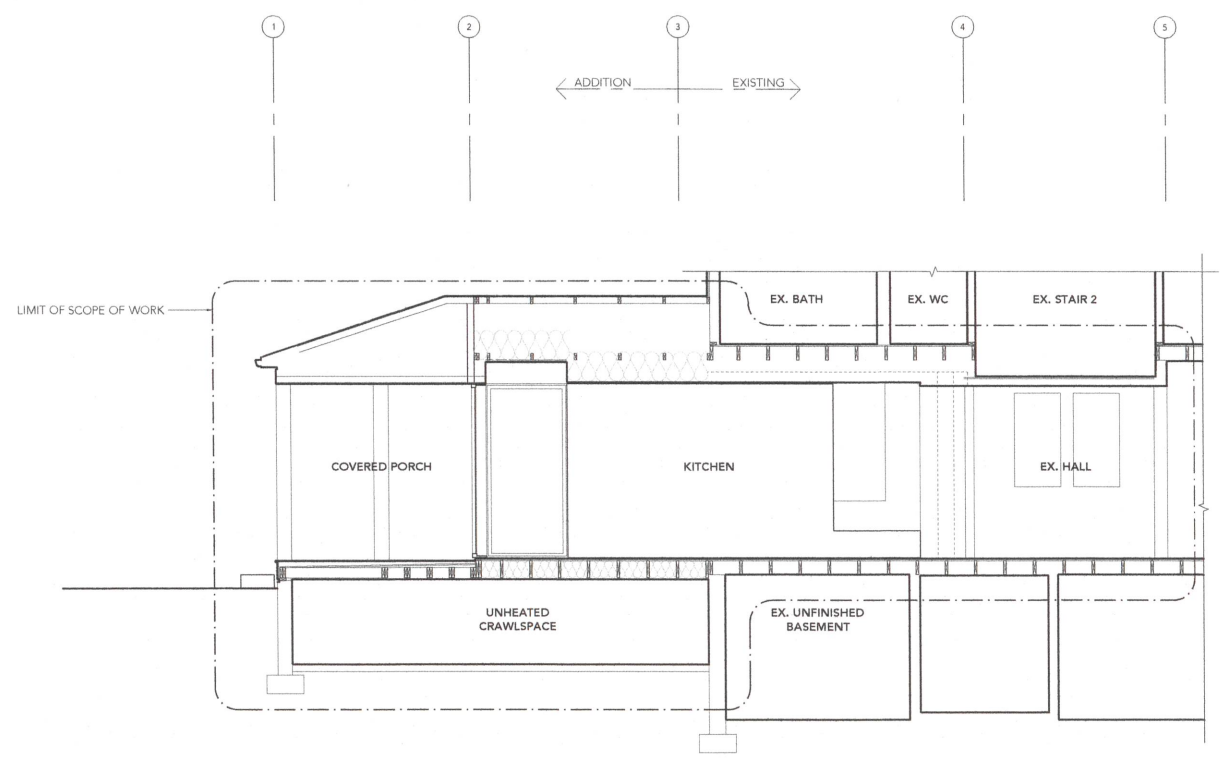 1
2
3
4
5
ADDITION
EXISTING
LIMIT OF SCOPE OF WORK
EX. BATH
EX. WC
EX. STAIR 2
COVERED PORCH
KITCHEN
EX. HALL
UNHEATED
CRAWLSPACE
EX. UNFINISHED
BASEMENT